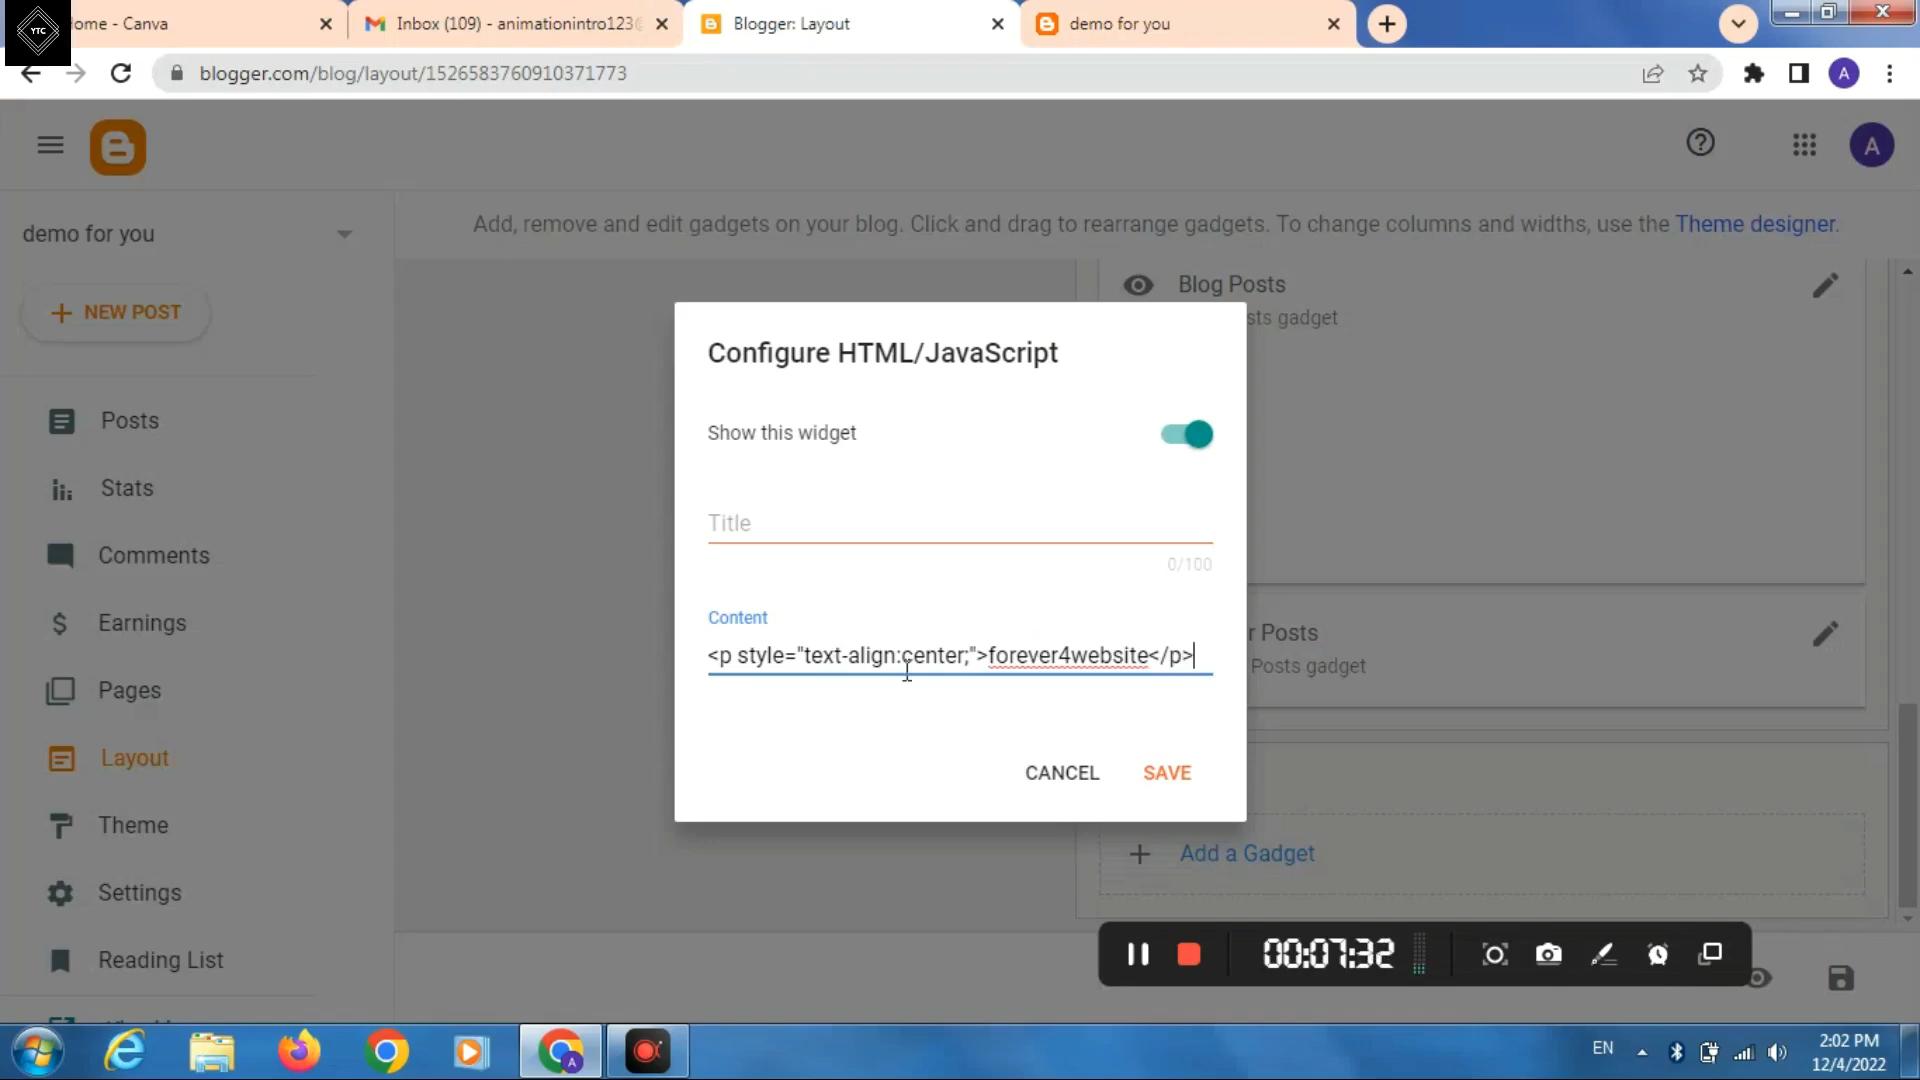 ome - Canva
Inbox (109) - animationintro123
Blogger: Layout
demo for you
YTC
blogger.com/blog/layout/1526583760910371773
A
A
demo for you
Add, remove and edit gadgets on your blog. Click and drag to rearrange gadgets. To change columns and widths, use the Theme designer.
NEW POST
Posts
Stats
Comments
Earnings
Pages
Layout
Theme
Settings
Reading List
Blog Posts
sts gadget
Configure HTML/JavaScript
Show this widget
Title
0/100
Content
<p style="text-align:center;">forever4website</p>
CANCEL
SAVE
r Posts
Posts gadget
Add a Gadget
00:07:32
EN
2:02 PM
12/4/2022